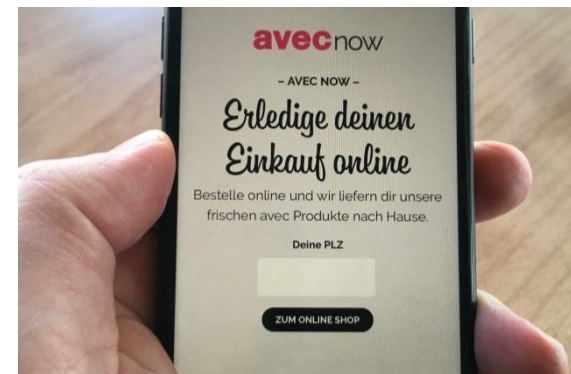 avecnow
– AVEC NOW –
Erledige deinen
Einkauf online
Bestelle online und wir liefern dir unsere
frischen avec Produkte nach Hause.
Deine PLZ
ZUM ONLINE SHOP